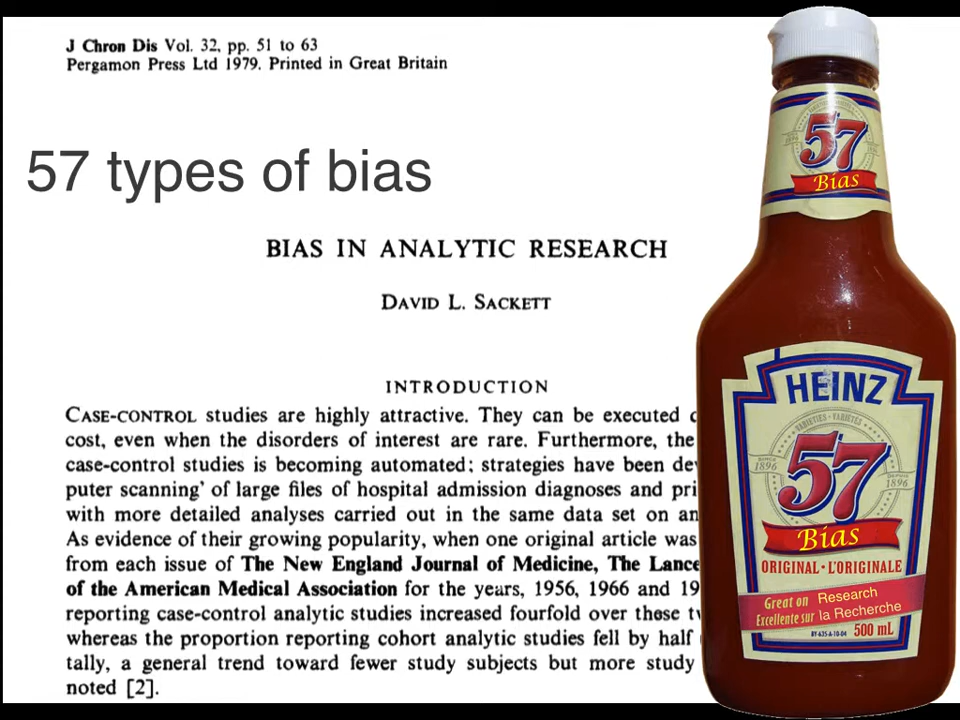 J Chron Dis Vol. 32, pp. 51 to 63
Pergamon Press Ltd 1979. Printed in Great Britain
57 types of bias
BIAS IN ANALYTIC RESEARCH
DAVID L. SACKETT
INTRODUCTION
CASE-CONTROL studies are highly attractive. They can be executed
cost, even when the disorders of interest are rare. Furthermore, the
case-control studies is becoming automated; strategies have been
puter scanning' of large files of hospital admission diagnoses and
with more detailed analyses carried out in the same data set on
As evidence of their growing popularity, when one original article was
from each issue of The New England Journal of Medicine, The
of the American Medical Association for the years, 1956, 1966 and
reporting case-control analytic studies increased fourfold over these
whereas the proportion reporting cohort analytic studies fell by half
tally, a general trend toward fewer study subjects but more study
noted [2].
57
Bias
HEINZ
VARIETIES • VARIÉTÉS
SINCE
1896
DEPUIS
1896
57
Bias
ORIGINAL • L'ORIGINALE
Great on Research
Excellente sur la Recherche
500 mL